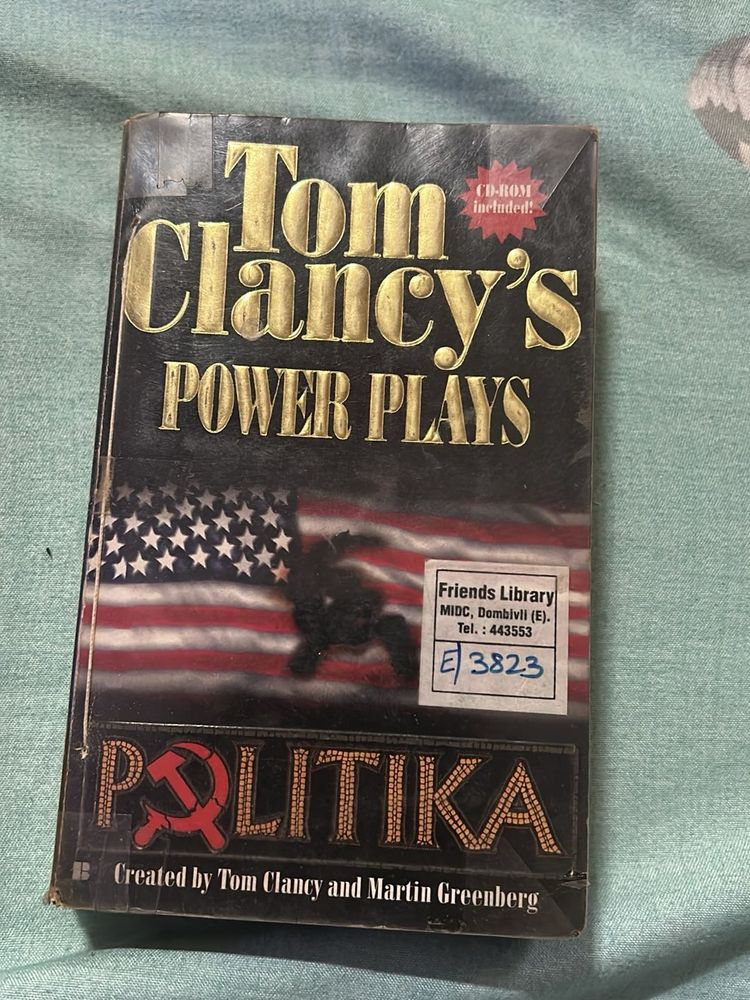 Tom
CD-ROM
included!
Clancy's
POWER PLAYS
Friends Library
MIDC, Dombivli (E).
Tel. : 443553
E/3823
POLITIKA
B
Created by Tom Clancy and Martin Greenberg